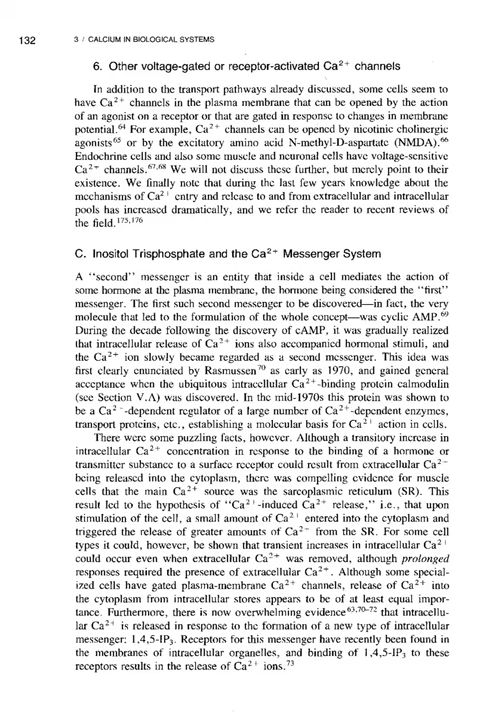 132
3 / CALCIUM IN BIOLOGICAL SYSTEMS
6. Other voltage-gated or receptor-activated Ca²⁺ channels
In addition to the transport pathways already discussed, some cells seem to
have Ca²⁺ channels in the plasma membrane that can be opened by the action
of an agonist on a receptor or that are gated in response to changes in membrane
potential.⁶⁴ For example, Ca²⁺ channels can be opened by nicotinic cholinergic
agonists⁶⁵ or by the excitatory amino acid N-methyl-D-aspartate (NMDA).⁶⁶
Endocrine cells and also some muscle and neuronal cells have voltage-sensitive
Ca²⁺ channels.⁶⁷,⁶⁸ We will not discuss these further, but merely point to their
existence. We finally note that during the last few years knowledge about the
mechanisms of Ca²⁺ entry and release to and from extracellular and intracellular
pools has increased dramatically, and we refer the reader to recent reviews of
the field.¹⁷⁵,¹⁷⁶
C. Inositol Trisphosphate and the Ca²⁺ Messenger System
A "second" messenger is an entity that inside a cell mediates the action of
some hormone at the plasma membrane, the hormone being considered the "first"
messenger. The first such second messenger to be discovered—in fact, the very
molecule that led to the formulation of the whole concept—was cyclic AMP.⁶⁹
During the decade following the discovery of cAMP, it was gradually realized
that intracellular release of Ca²⁺ ions also accompanied hormonal stimuli, and
the Ca²⁺ ion slowly became regarded as a second messenger. This idea was
first clearly enunciated by Rasmussen⁷⁰ as early as 1970, and gained general
acceptance when the ubiquitous intracellular Ca²⁺-binding protein calmodulin
(see Section V.A) was discovered. In the mid-1970s this protein was shown to
be a Ca²⁺-dependent regulator of a large number of Ca²⁺-dependent enzymes,
transport proteins, etc., establishing a molecular basis for Ca²⁺ action in cells.
There were some puzzling facts, however. Although a transitory increase in
intracellular Ca²⁺ concentration in response to the binding of a hormone or
transmitter substance to a surface receptor could result from extracellular Ca²⁺
being released into the cytoplasm, there was compelling evidence for muscle
cells that the main Ca²⁺ source was the sarcoplasmic reticulum (SR). This
result led to the hypothesis of "Ca²⁺-induced Ca²⁺ release," i.e., that upon
stimulation of the cell, a small amount of Ca²⁺ entered into the cytoplasm and
triggered the release of greater amounts of Ca²⁺ from the SR. For some cell
types it could, however, be shown that transient increases in intracellular Ca²⁺
could occur even when extracellular Ca²⁺ was removed, although prolonged
responses required the presence of extracellular Ca²⁺. Although some special-
ized cells have gated plasma-membrane Ca²⁺ channels, release of Ca²⁺ into
the cytoplasm from intracellular stores appears to be of at least equal impor-
tance. Furthermore, there is now overwhelming evidence⁶³,⁷⁰⁻⁷² that intracellu-
lar Ca²⁺ is released in response to the formation of a new type of intracellular
messenger: 1,4,5-IP₃. Receptors for this messenger have recently been found in
the membranes of intracellular organelles, and binding of 1,4,5-IP₃ to these
receptors results in the release of Ca²⁺ ions.⁷³